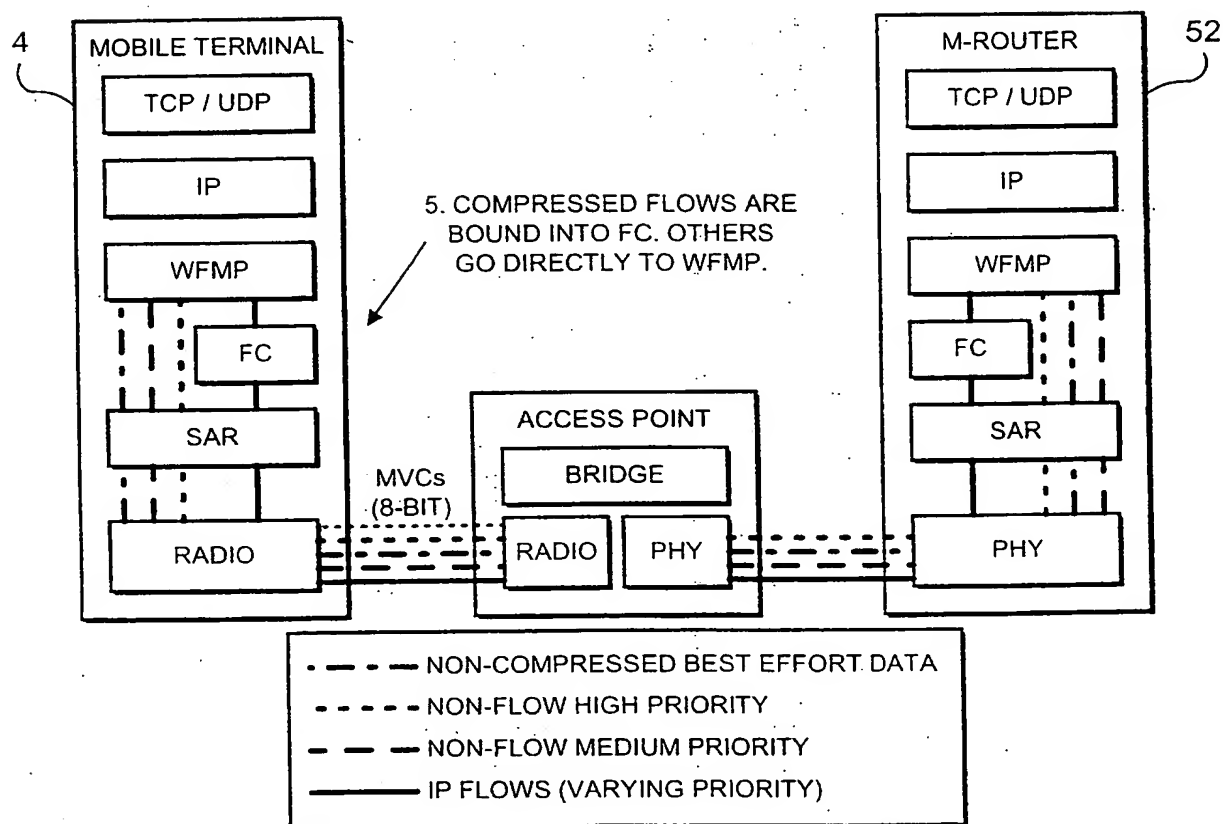 4
MOBILE TERMINAL
TCP / UDP
IP
WFMP
FC
SAR
RADIO
5. COMPRESSED FLOWS ARE
BOUND INTO FC. OTHERS
GO DIRECTLY TO WFMP.
MVCs
(8-BIT)
ACCESS POINT
BRIDGE
RADIO
PHY
52
M-ROUTER
TCP / UDP
IP
WFMP
FC
SAR
PHY
NON-COMPRESSED BEST EFFORT DATA
NON-FLOW HIGH PRIORITY
NON-FLOW MEDIUM PRIORITY
IP FLOWS (VARYING PRIORITY)